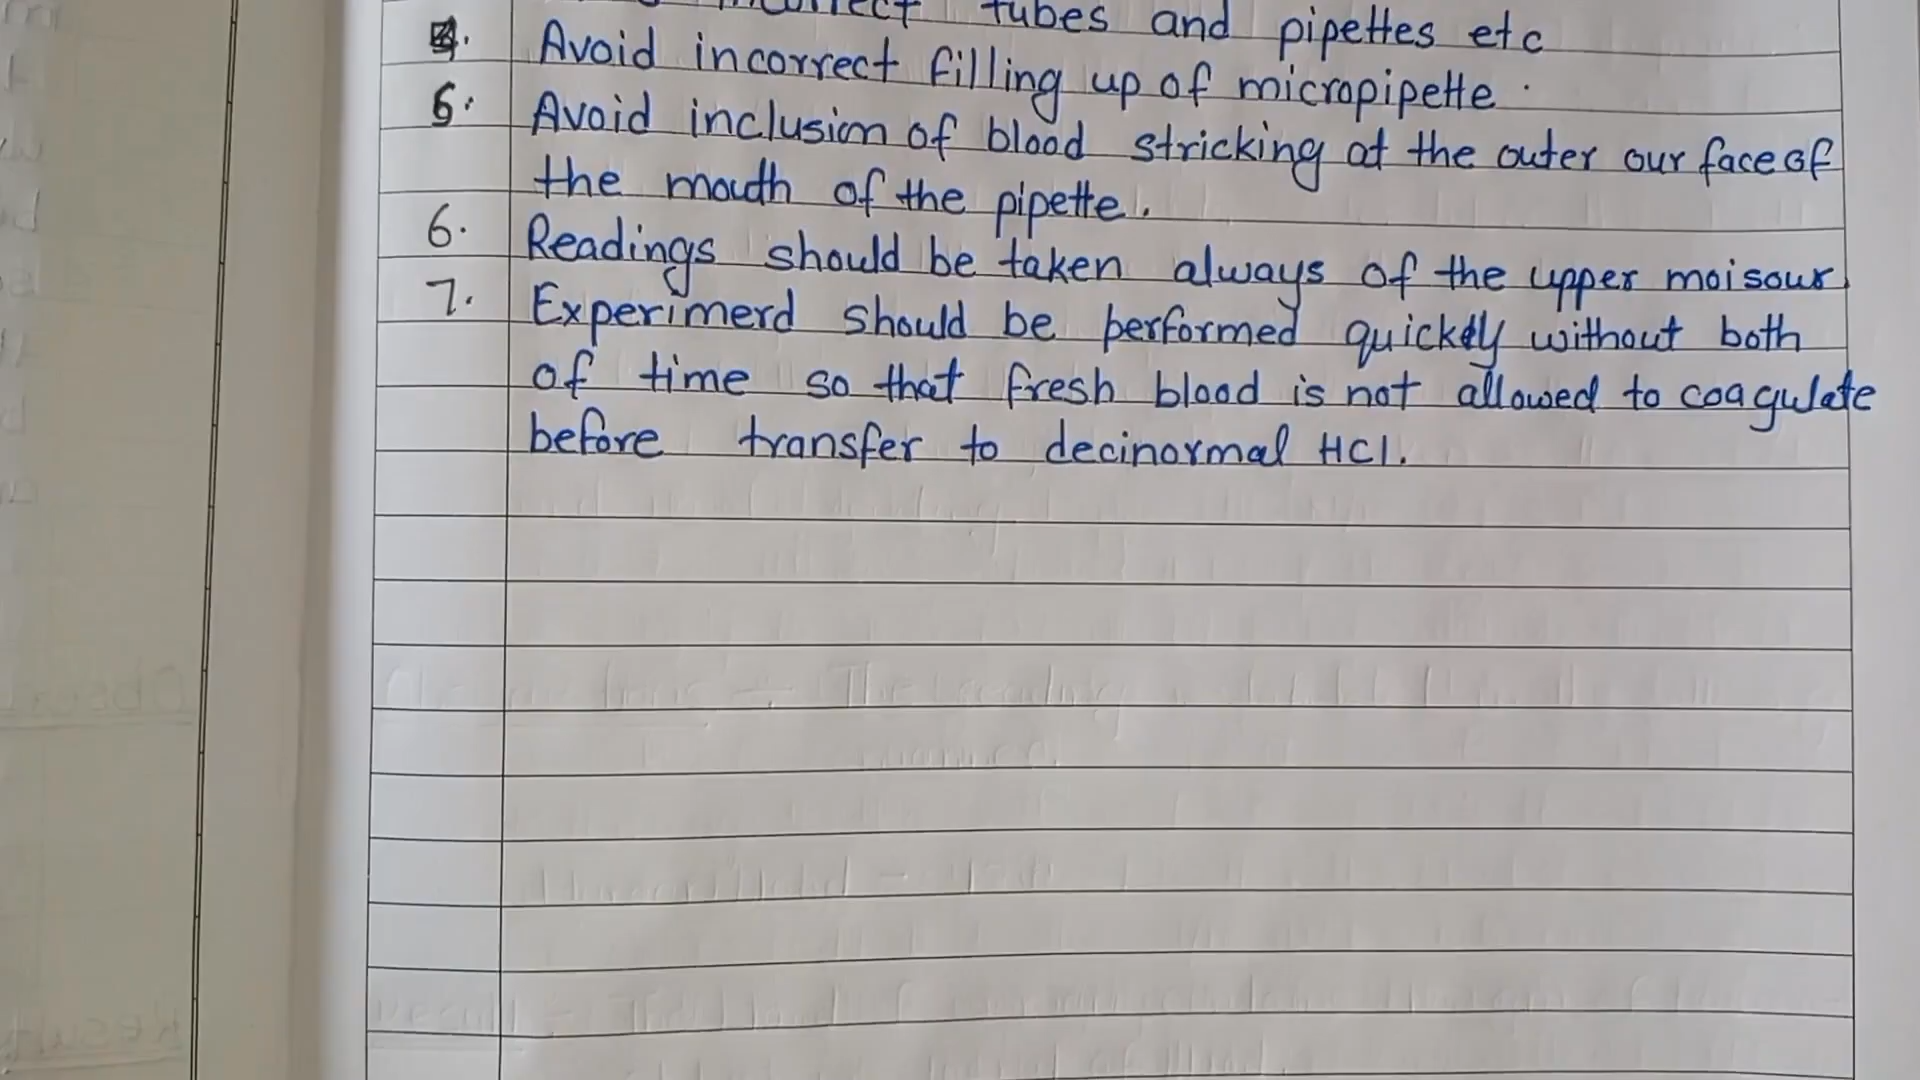 incorrect tubes and pipettes etc
4. Avoid incorrect filling up of micropipette.
5. Avoid inclusion of blood stricking at the outer our face of
the mouth of the pipette.
6. Readings should be taken always of the upper moisour
7. Experimerd should be performed quickly without both
of time so that fresh blood is not allowed to coagulate
before transfer to decinormal HCl.